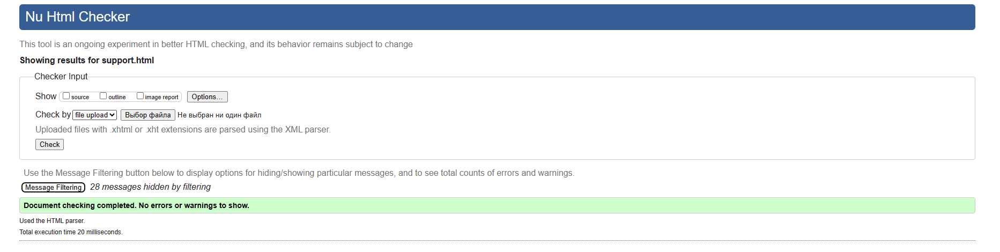 Nu Html Checker
This tool is an ongoing experiment in better HTML checking, and its behavior remains subject to change
Showing results for support.html
Checker Input
Show source outline image report Options...
Check by file upload Выбор файла Не выбран ни один файл
Uploaded files with .xhtml or .xht extensions are parsed using the XML parser.
Check
Use the Message Filtering button below to display options for hiding/showing particular messages, and to see total counts of errors and warnings.
Message Filtering 28 messages hidden by filtering
Document checking completed. No errors or warnings to show.
Used the HTML parser.
Total execution time 20 milliseconds.